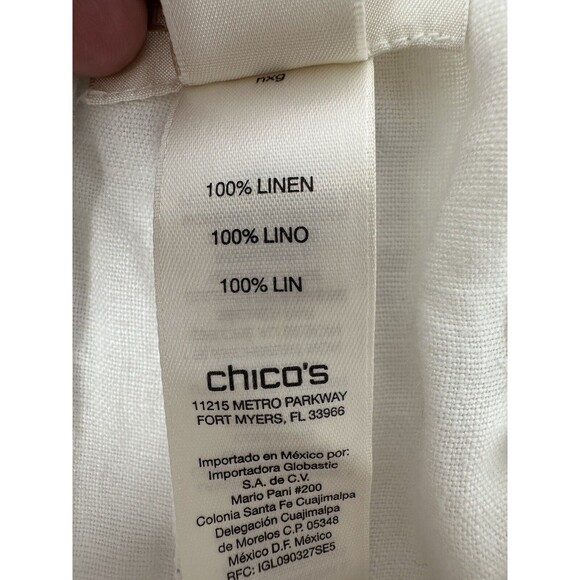 nxg
100% LINEN
100% LINO
100% LIN
chico's
11215 METRO PARKWAY
FORT MYERS, FL 33966
Importado en México por:
Importadora Globastic
S.A. de C.V.
Mario Pani #200
Colonia Santa Fe Cuajimalpa
Delegación Cuajimalpa
de Morelos C.P. 05348
México D.F. México
RFC: IGL090327SE5